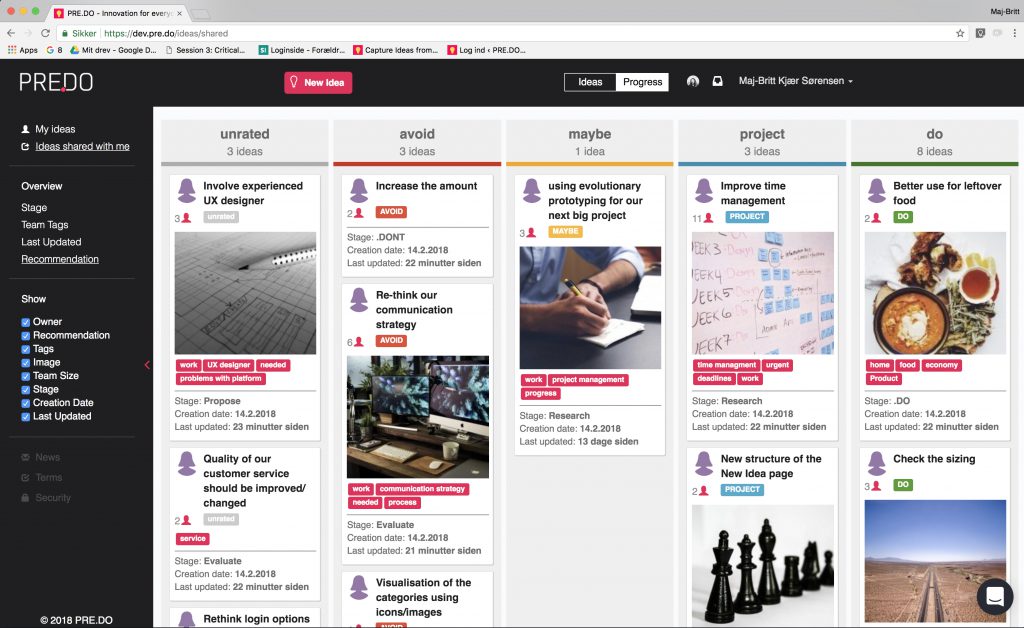 PRE.DO - Innovation for every
Maj-Britt
Sikker
https://dev.pre.do/ideas/shared
Apps
G 8
Mit drev - Google D...
Session 3: Critical...
Loginside - Forældr...
Capture Ideas from...
Log ind ‹ PRE.DO...
PRE.DO
New Idea
Ideas
Progress
Maj-Britt Kjær Sørensen
My ideas
Ideas shared with me
Overview
Stage
Team Tags
Last Updated
Recommendation
Show
Owner
Recommendation
Tags
Image
Team Size
Stage
Creation Date
Last Updated
News
Terms
Security
© 2018 PRE.DO
unrated
3 ideas
Involve experienced
UX designer
3
unrated
work
UX designer
needed
problems with platform
Stage: Propose
Creation date: 14.2.2018
Last updated: 23 minutter siden
Quality of our
customer service
should be improved/
changed
2
unrated
service
Stage: Evaluate
Creation date: 14.2.2018
Last updated: 22 minutter siden
Rethink login options
avoid
3 ideas
Increase the amount
2
AVOID
Stage: .DONT
Creation date: 14.2.2018
Last updated: 22 minutter siden
Re-think our
communication
strategy
6
AVOID
work
communication strategy
needed
process
Stage: Evaluate
Creation date: 14.2.2018
Last updated: 21 minutter siden
Visualisation of the
categories using
icons/images
AVOID
maybe
1 idea
using evolutionary
prototyping for our
next big project
3
MAYBE
work
project management
progress
Stage: Research
Creation date: 14.2.2018
Last updated: 13 dage siden
project
3 ideas
Improve time
management
11
PROJECT
WEEK 3
WEEK 4
WEEK 5
WEEK 6
WEEK7
time managment
urgent
deadlines
work
Stage: Research
Creation date: 14.2.2018
Last updated: 22 minutter siden
New structure of the
New Idea page
2
PROJECT
do
8 ideas
Better use for leftover
food
2
DO
home
food
economy
Product
Stage: .DO
Creation date: 14.2.2018
Last updated: 22 minutter siden
Check the sizing
3
DO